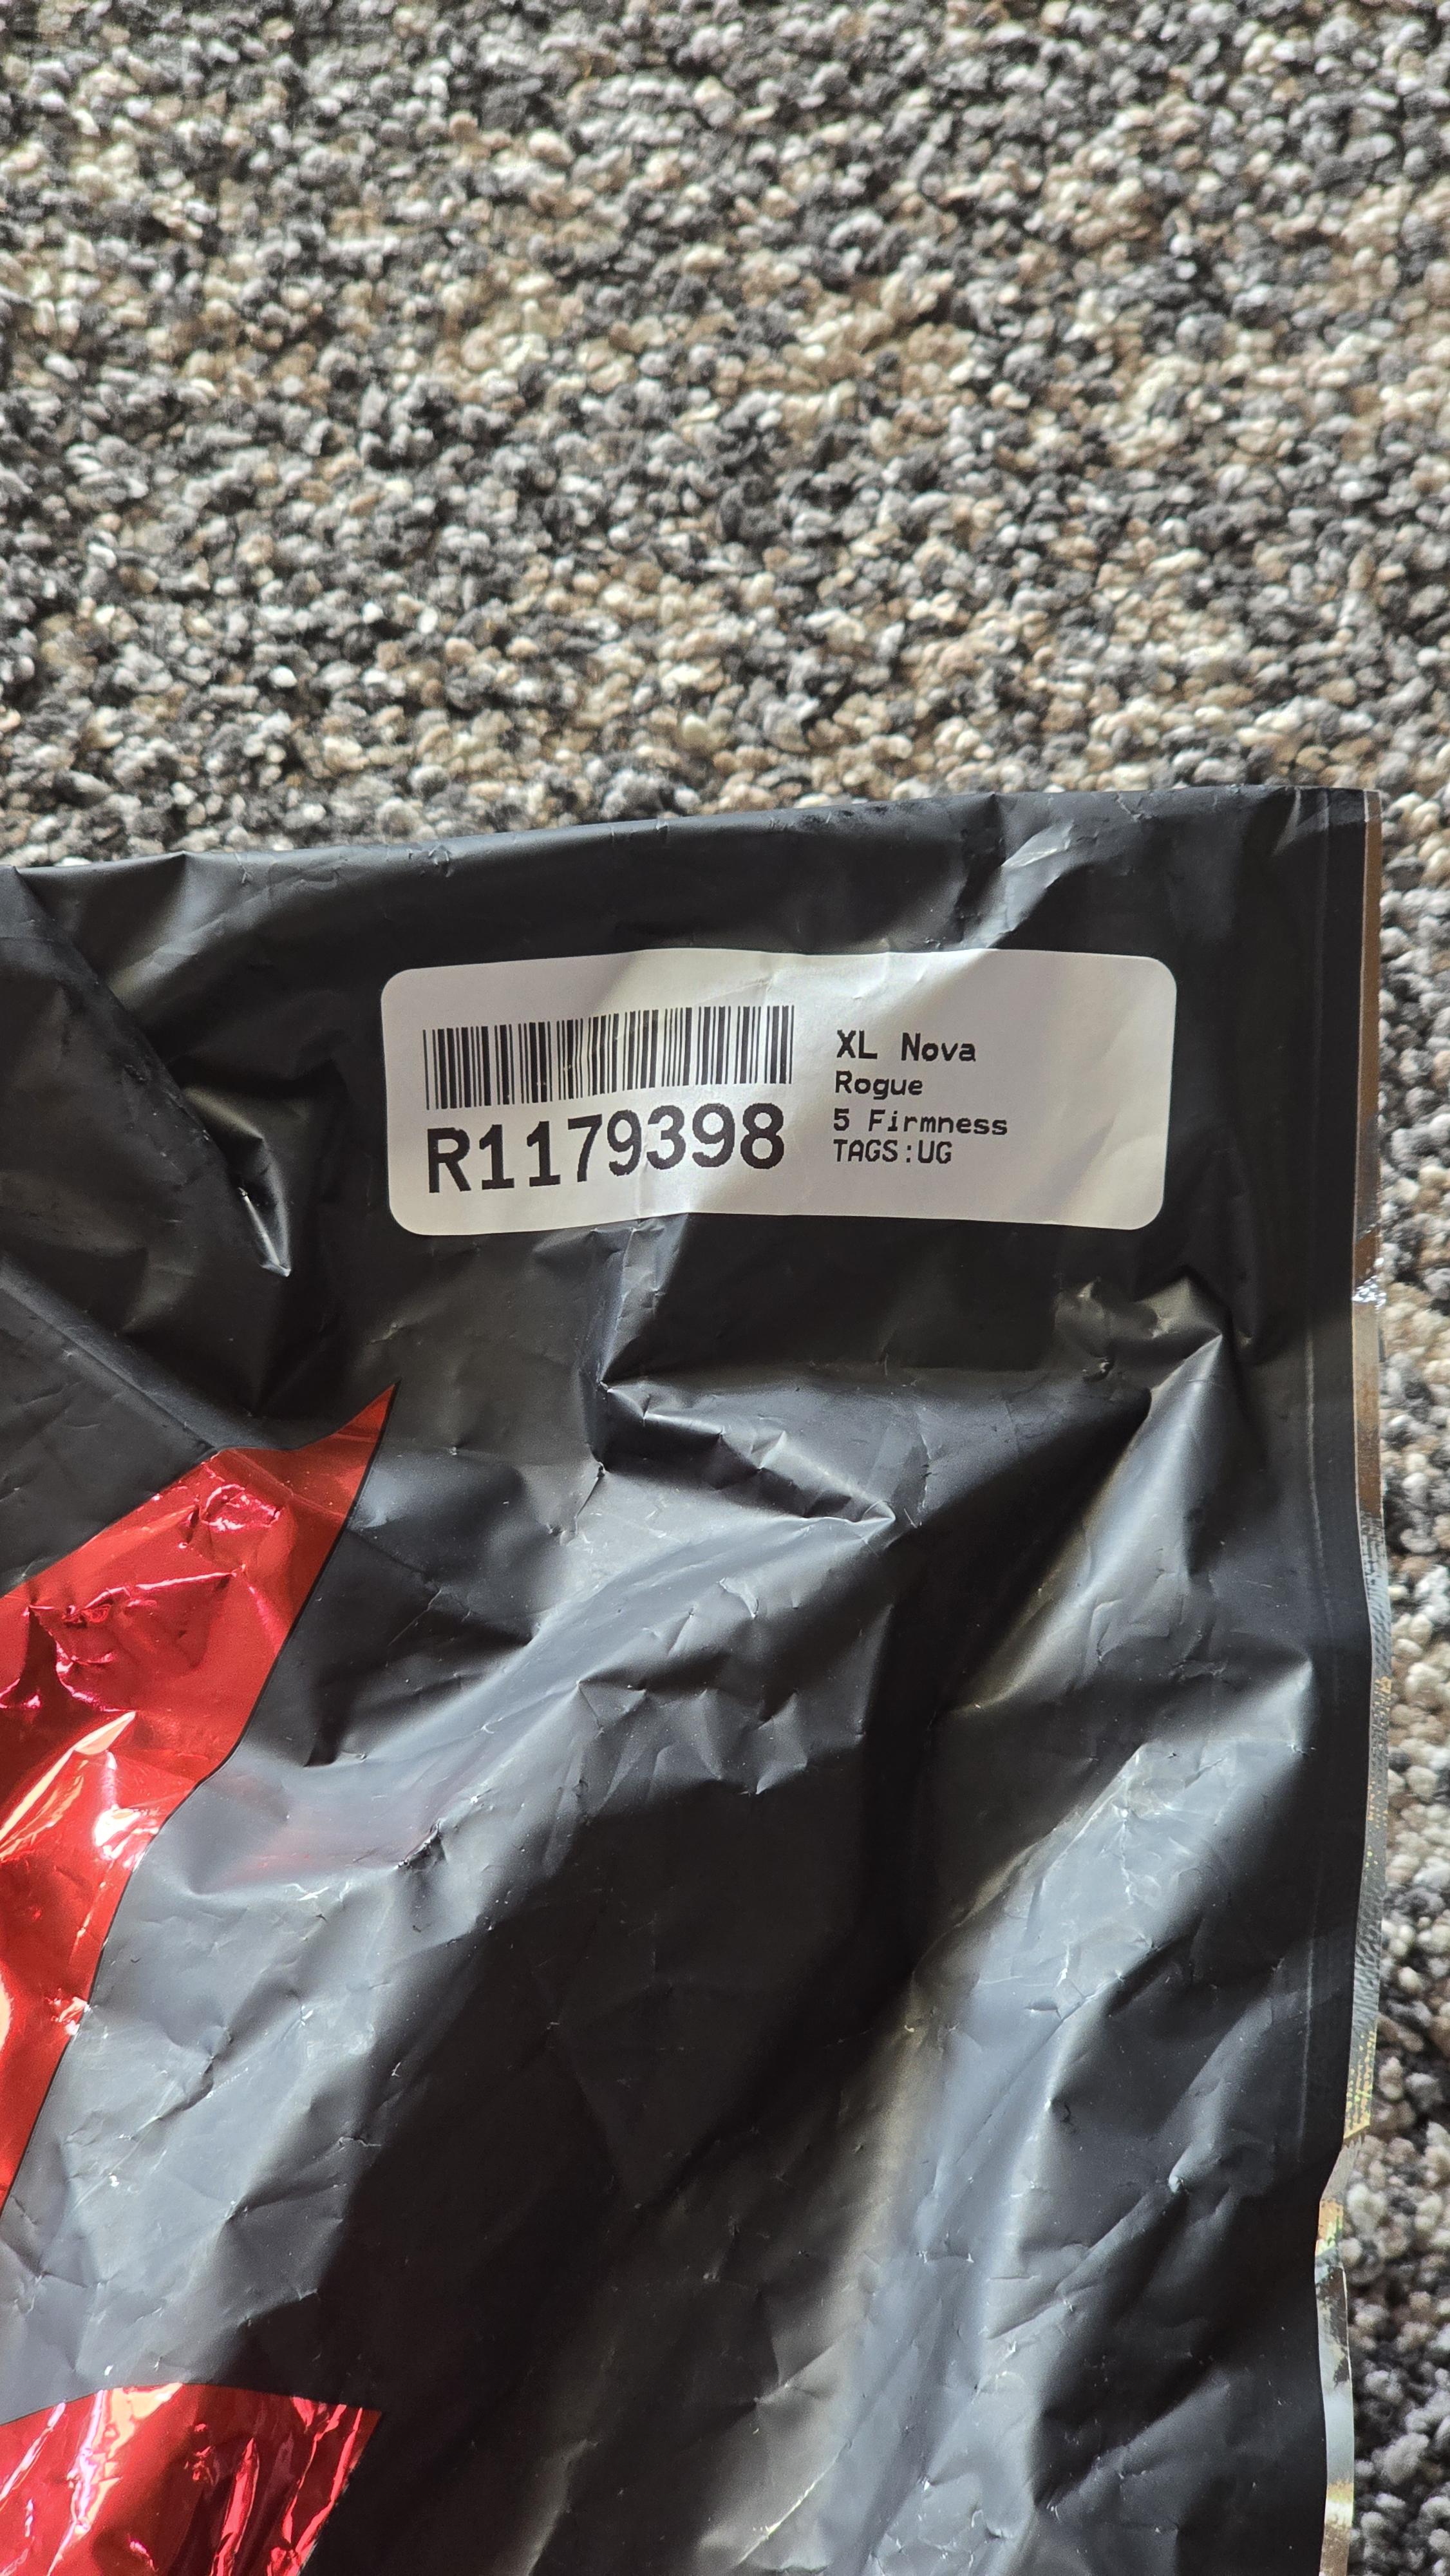 R1179398
XL Nova
Rogue
5 Firmness
TAGS:UG